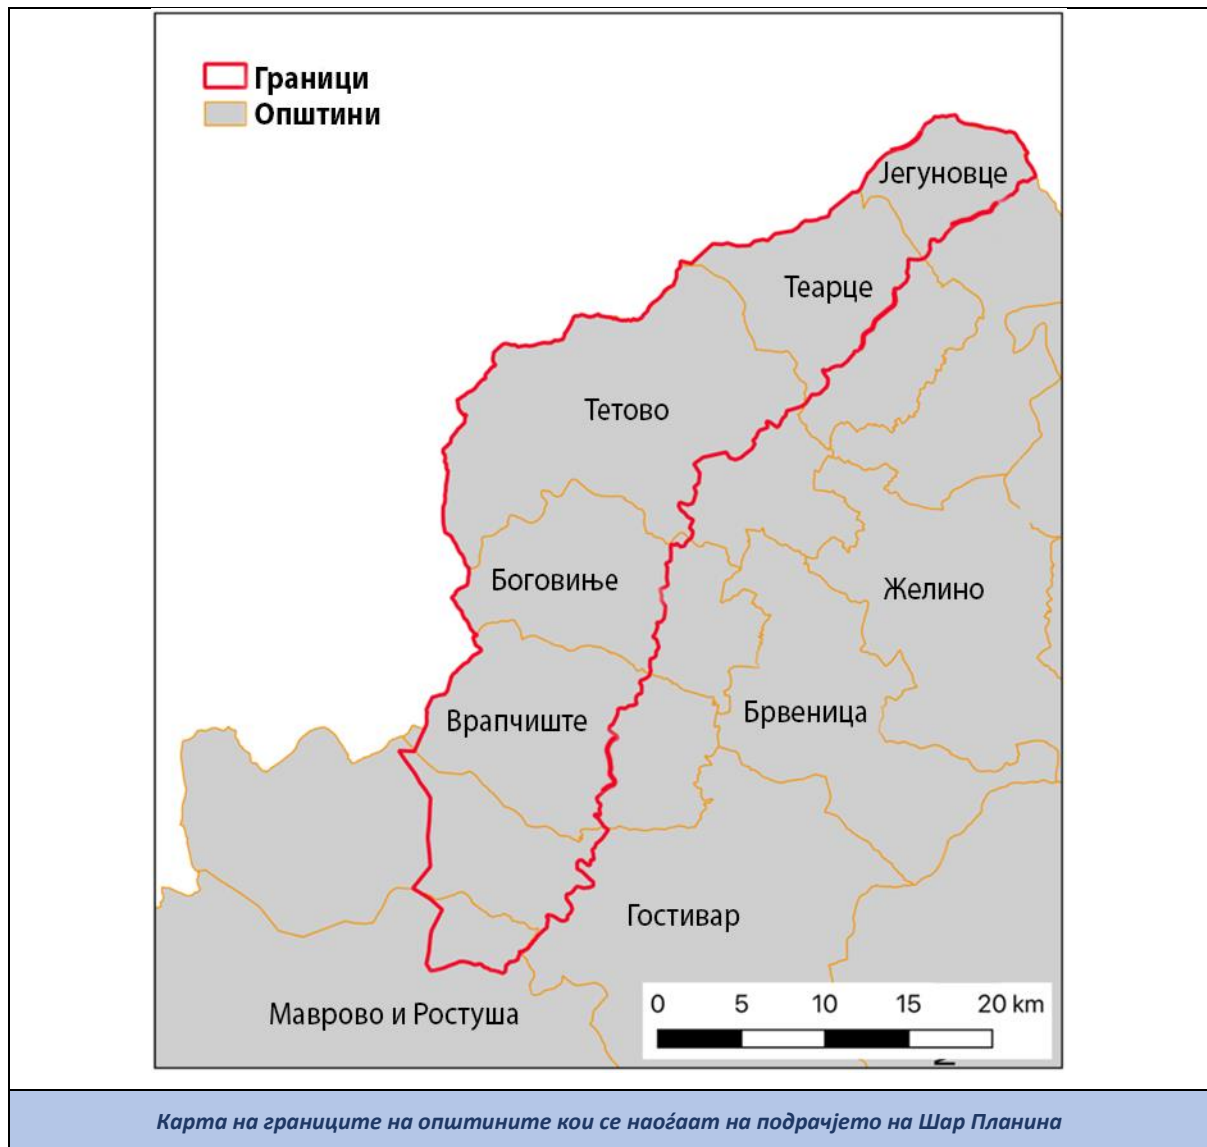 Граници
Општини
Јегуновце
Теарце
Тетово
Боговиње
Желино
Врапчиште
Брвеница
Гостивар
Маврово и Ростуша
0 5 10 15 20 km
Карта на границите на општините кои се наоѓаат на подрачјето на Шар Планина